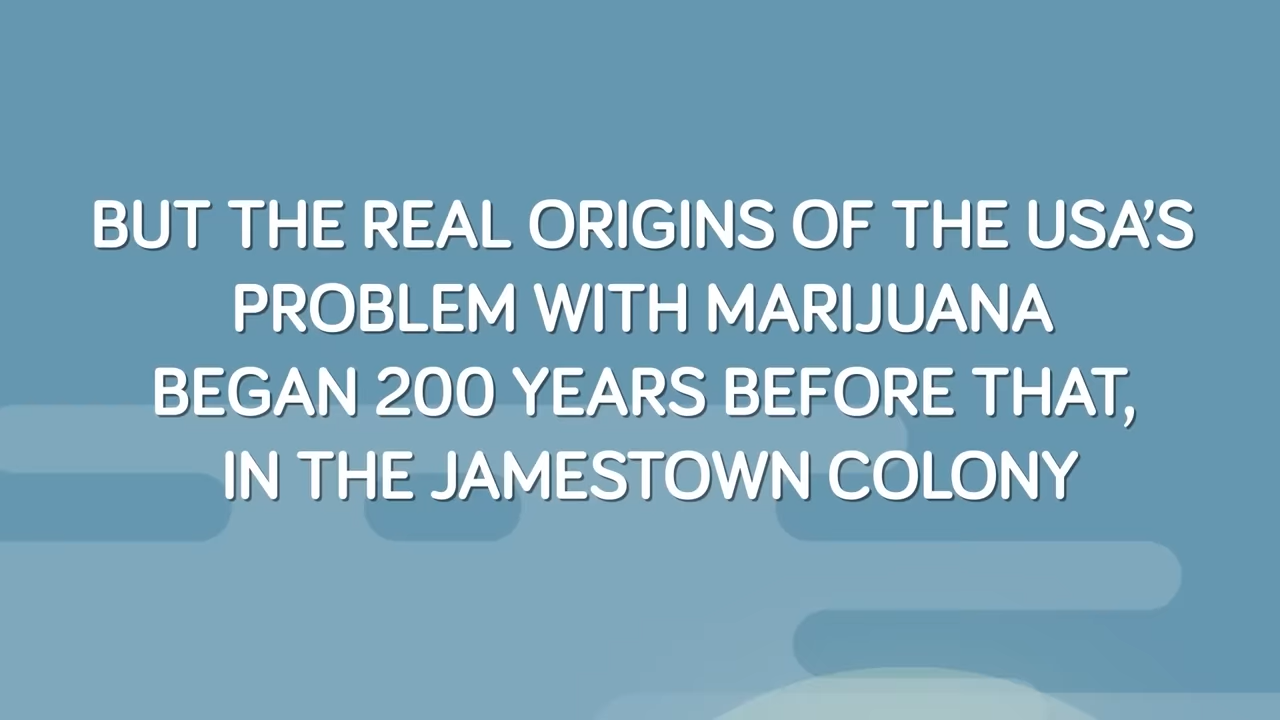 BUT THE REAL ORIGINS OF THE USA’S
PROBLEM WITH MARIJUANA
BEGAN 200 YEARS BEFORE THAT,
IN THE JAMESTOWN COLONY